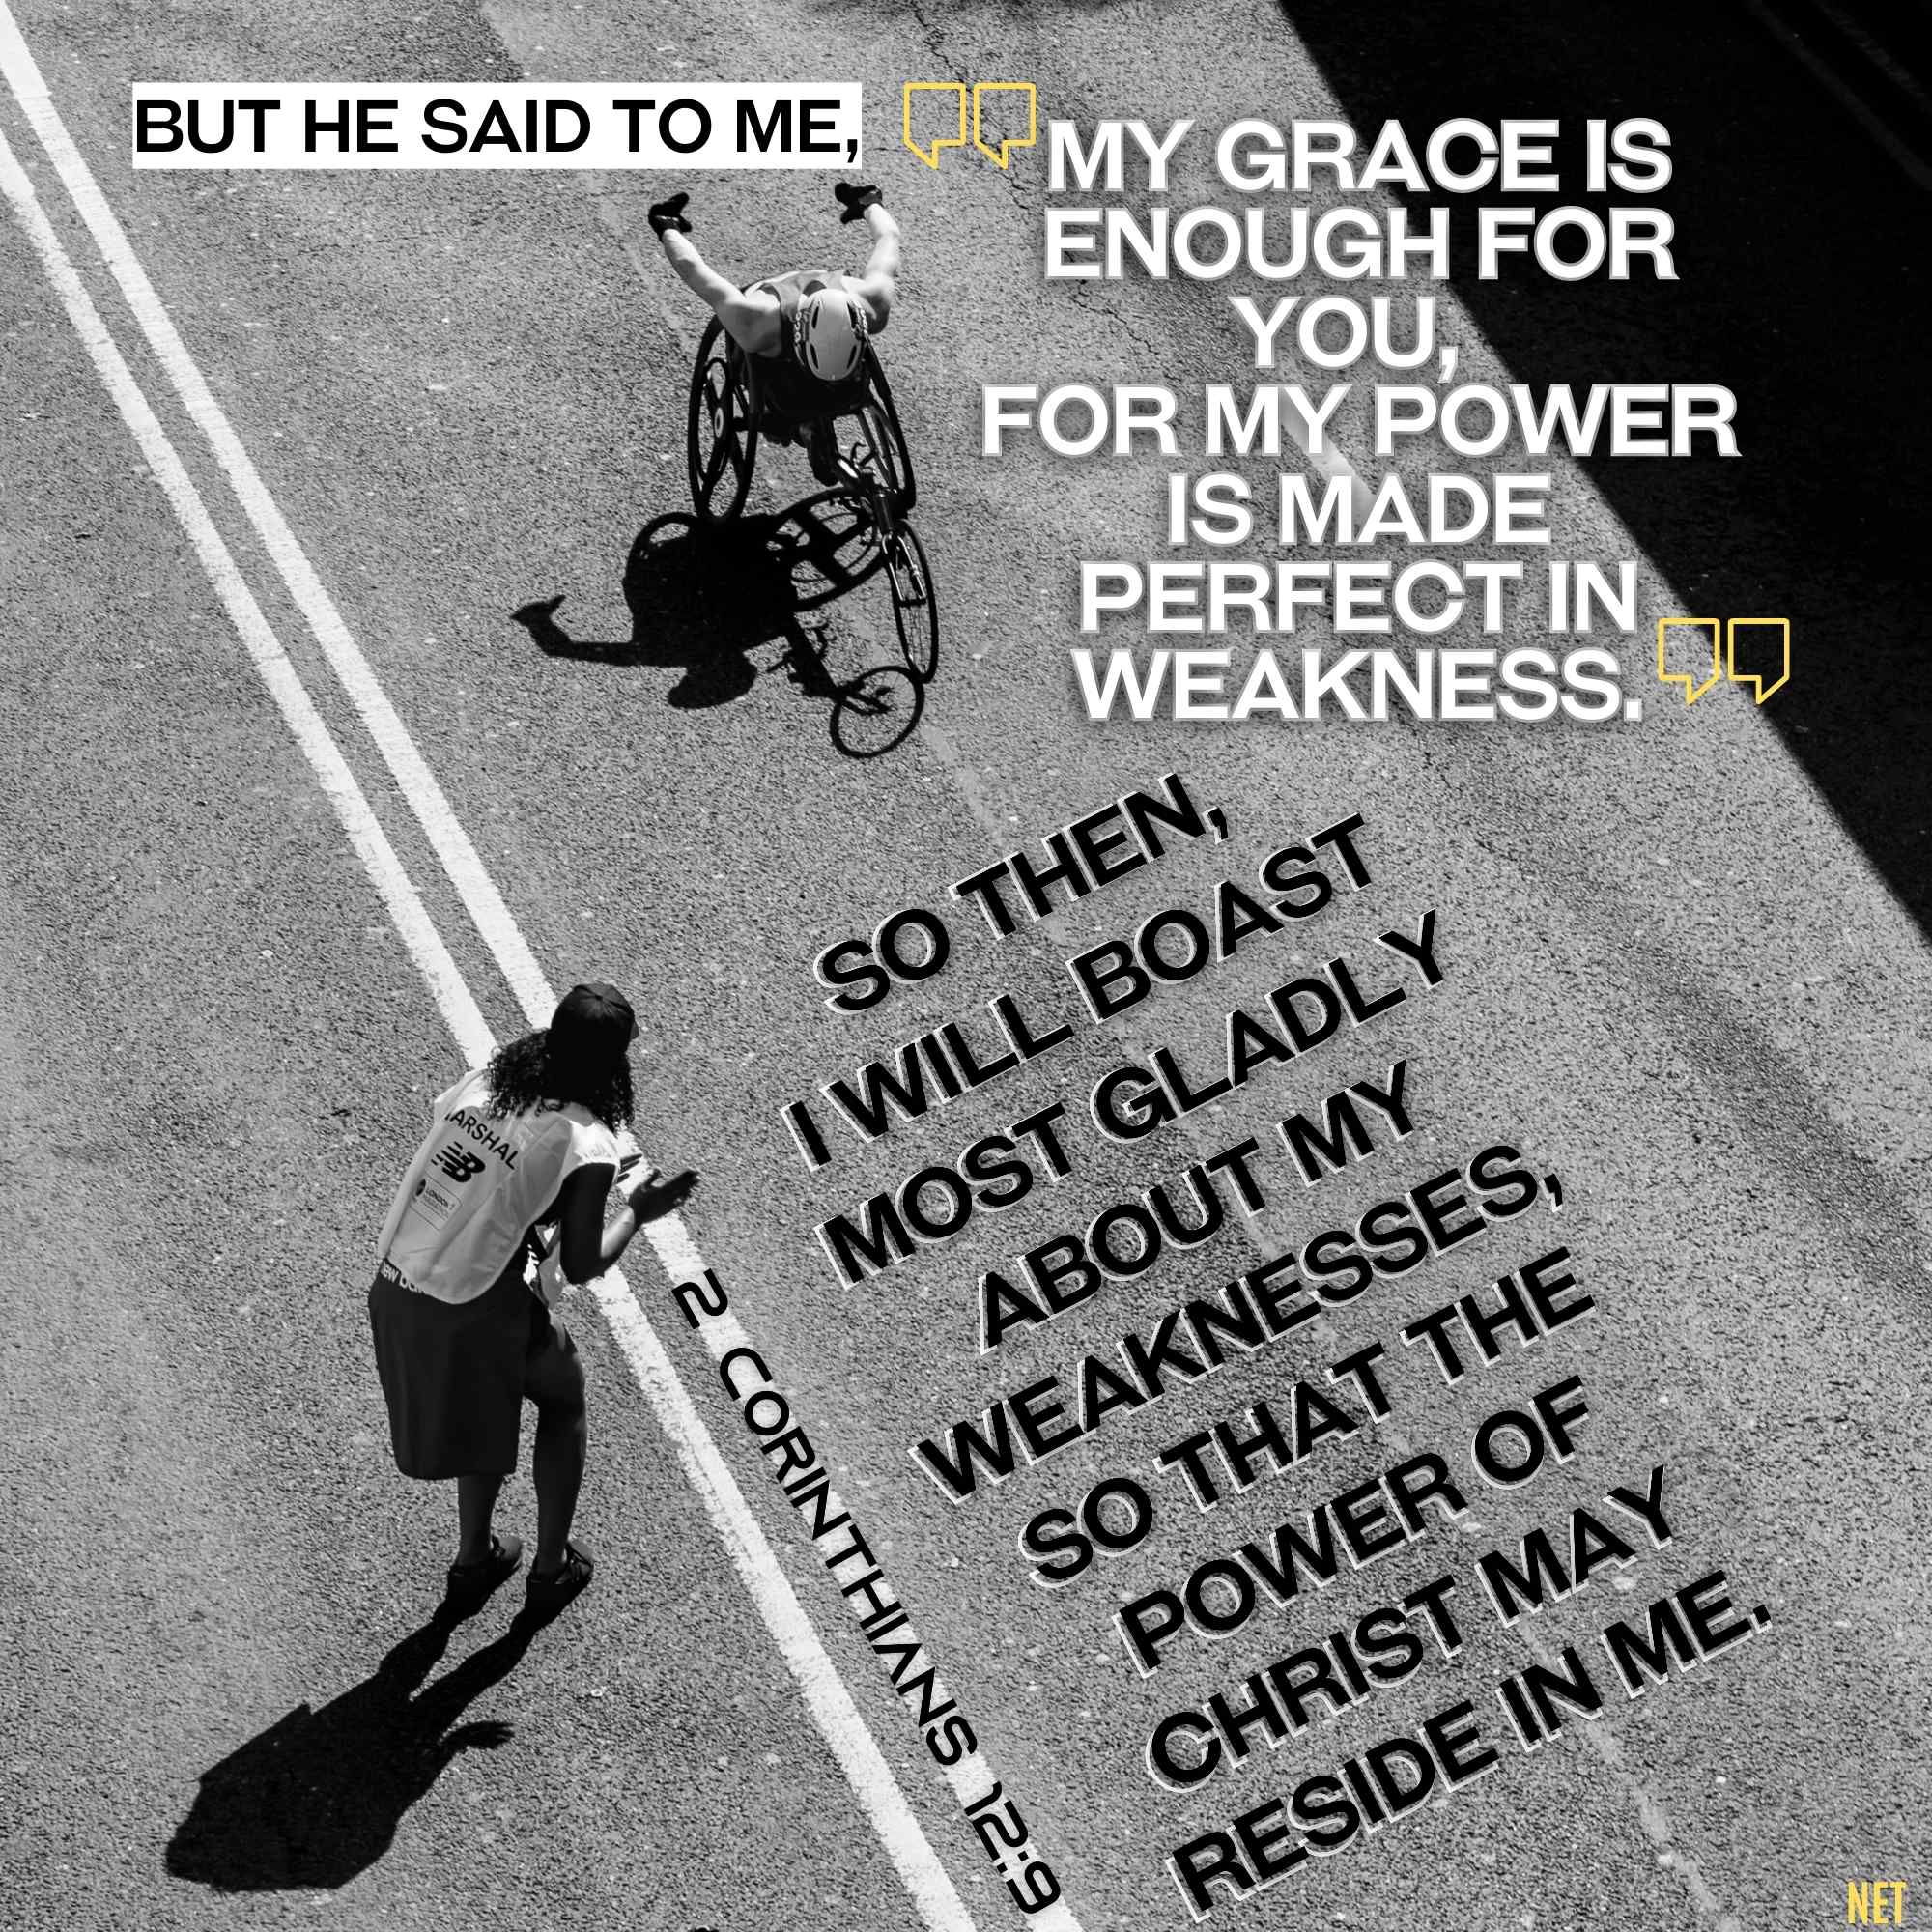 BUT HE SAID TO ME,
MY GRACE IS
ENOUGH FOR
YOU,
FOR MY POWER
IS MADE
PERFECT IN
WEAKNESS.
SO THEN,
I WILL BOAST
MOST GLADLY
ABOUT MY
WEAKNESSES,
SO THAT THE
POWER OF
CHRIST MAY
RESIDE IN ME.
2 CORINTHIANS 12:9
ARSHAL
NB
LONDON
NET